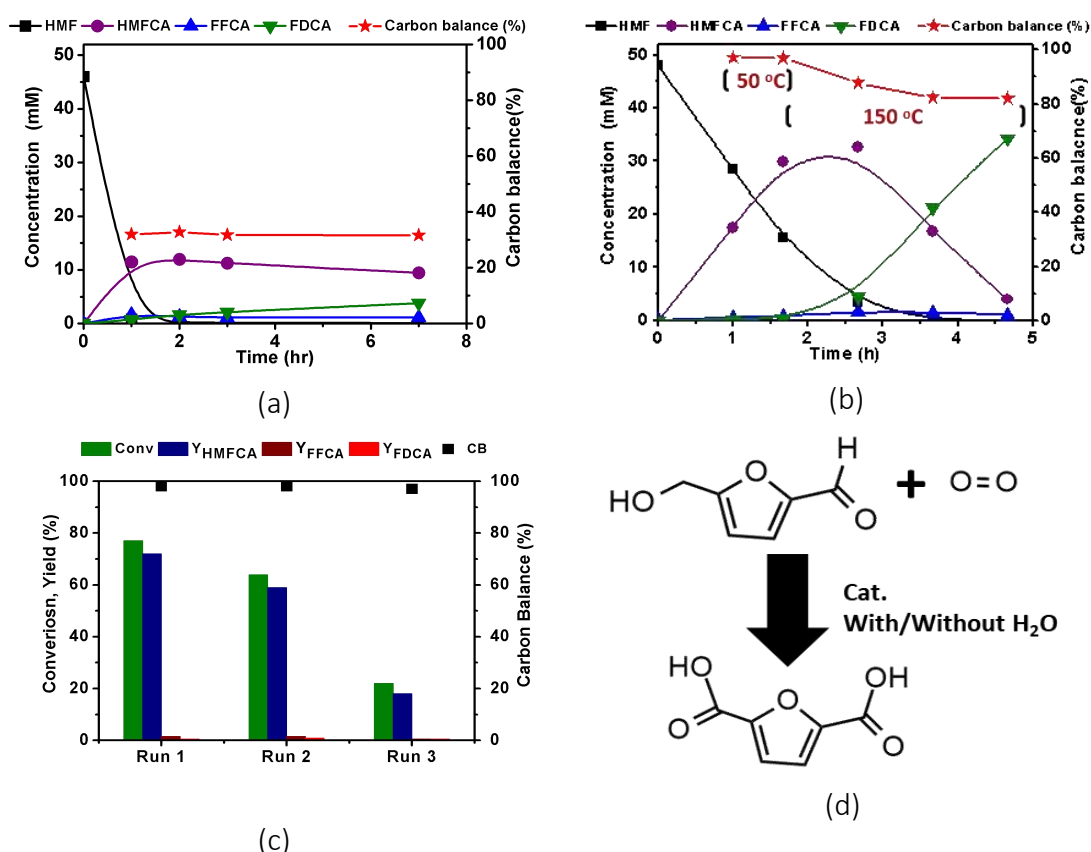 HMF HMFCA FFCA FDCA Carbon balance (%)
50
40
30
20
10
0
Concentration (mM)
100
80
60
40
20
0
Carbon balacnce(%)
0 2 4 6 8
Time (hr)
(a)
HMF HMFCA FFCA FDCA Carbon balance (%)
50
40
30
20
10
0
Concentration (mM)
100
80
60
40
20
0
Carbon balacnce(%)
50 °C
150 °C
0 1 2 3 4 5
Time (h)
(b)
Conv Y_HMFCA Y_FFCA Y_FDCA CB
100
80
60
40
20
0
Converiosn, Yield (%)
100
80
60
40
20
0
Carbon Balance (%)
Run 1 Run 2 Run 3
(c)
HO O H O + O=O
Cat.
With/Without H₂O
HO O O OH O
(d)